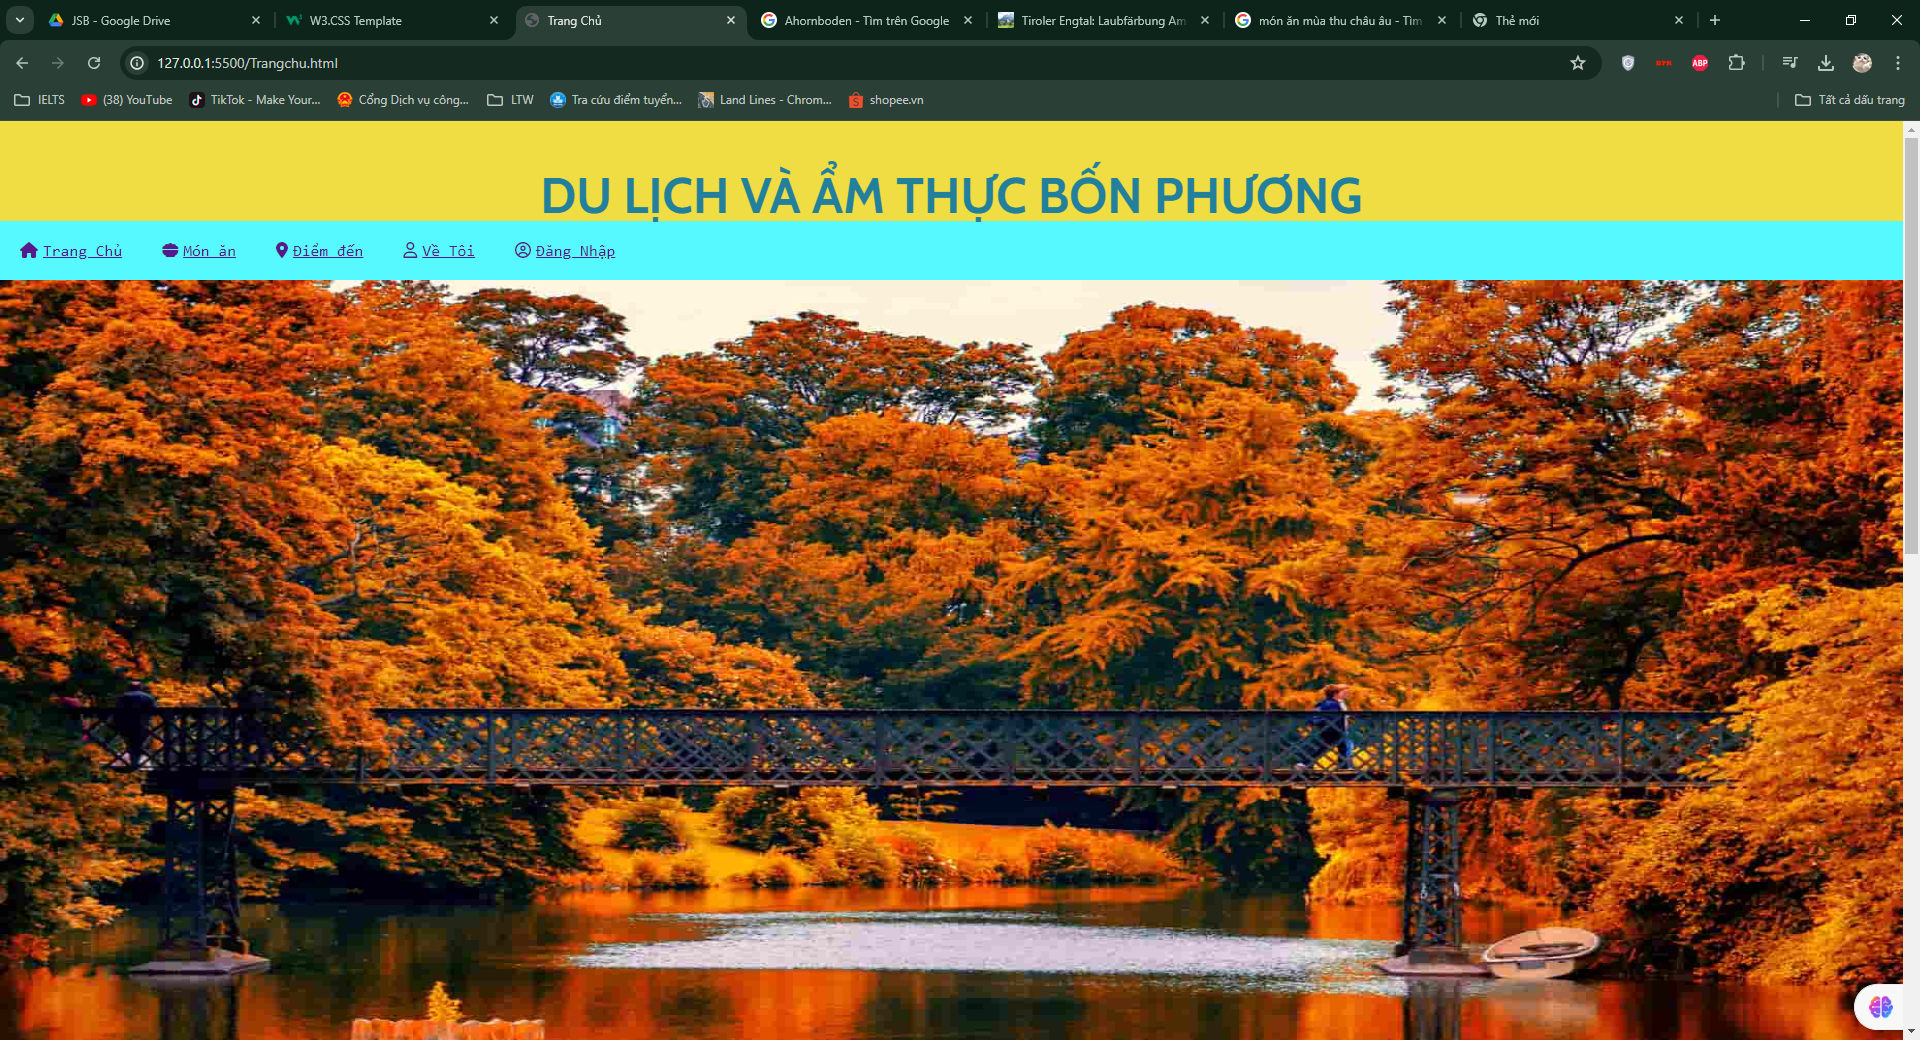 JSB - Google Drive
W3.CSS Template
Trang Chủ
Ahornboden - Tìm trên Google
Tiroler Engtal: Laubfärbung Am
món ăn mùa thu châu âu - Tìm
Thẻ mới
127.0.0.1:5500/Trangchu.html
ABP
IELTS
(38) YouTube
TikTok - Make Your...
Cổng Dịch vụ công...
LTW
Tra cứu điểm tuyển...
Land Lines - Chrom...
shopee.vn
Tất cả dấu trang
DU LỊCH VÀ ẨM THỰC BỐN PHƯƠNG
Trang Chủ
Món ăn
Điểm đến
Về Tôi
Đăng Nhập